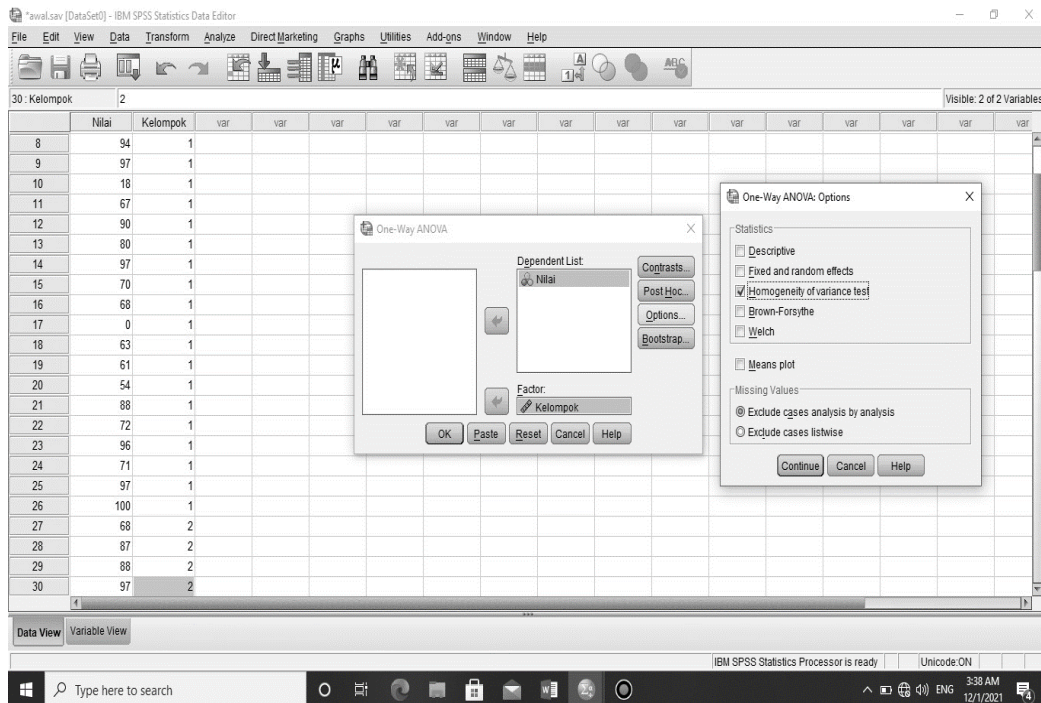 *awal.sav [DataSet0] - IBM SPSS Statistics Data Editor
File Edit View Data Transform Analyze Direct Marketing Graphs Utilities Add-ons Window Help
30 : Kelompok 2 Visible: 2 of 2 Variables
Nilai Kelompok var var var var var var var var var var var var var var var
8 94 1
9 97 1
10 18 1
11 67 1
12 90 1
13 80 1
14 97 1
15 70 1
16 68 1
17 0 1
18 63 1
19 61 1
20 54 1
21 88 1
22 72 1
23 96 1
24 71 1
25 97 1
26 100 1
27 68 2
28 87 2
29 88 2
30 97 2
One-Way ANOVA
Dependent List:
Nilai
Contrasts...
Post Hoc...
Options...
Bootstrap...
Factor:
Kelompok
OK Paste Reset Cancel Help
One-Way ANOVA: Options
Statistics
Descriptive
Fixed and random effects
Homogeneity of variance test
Brown-Forsythe
Welch
Means plot
Missing Values
Exclude cases analysis by analysis
Exclude cases listwise
Continue Cancel Help
Data View Variable View
IBM SPSS Statistics Processor is ready Unicode:ON
Type here to search
ENG 3:38 AM
12/1/2021